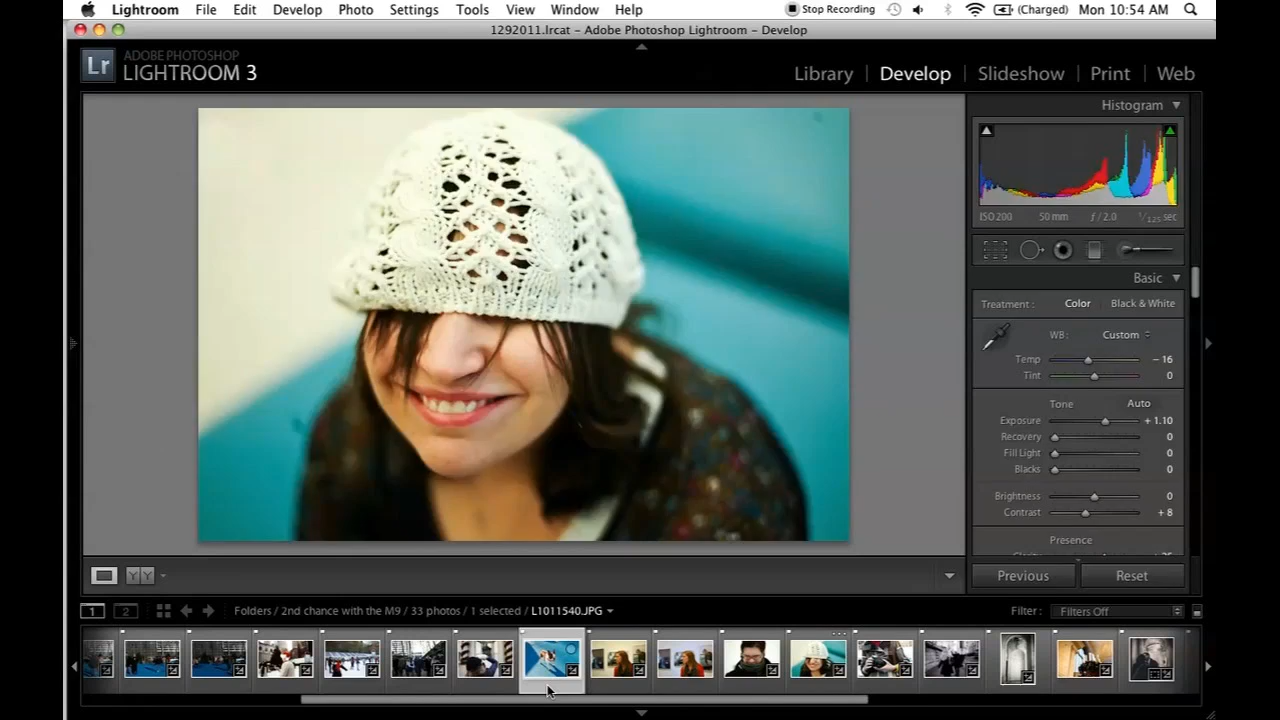 Lightroom File Edit Develop Photo Settings Tools View Window Help Stop Recording (Charged) Mon 10:54 AM
1292011.lrcat - Adobe Photoshop Lightroom - Develop
Lr ADOBE PHOTOSHOP
LIGHTROOM 3
Library | Develop | Slideshow | Print | Web
Histogram
ISO 200 50 mm ƒ / 2.0 1/125 sec
Basic
Treatment : Color Black & White
WB: Custom
Temp - 16
Tint 0
Tone Auto
Exposure + 1.10
Recovery 0
Fill Light 0
Blacks 0
Brightness 0
Contrast + 8
Presence
Previous Reset
YY
1 2 Folders / 2nd chance with the M9 / 33 photos / 1 selected / L1011540.JPG Filter : Filters Off